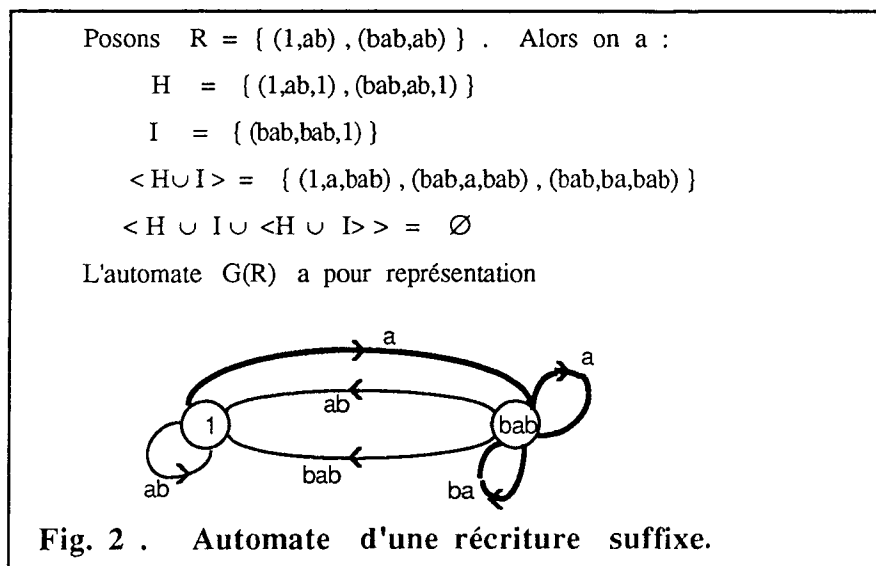 Posons R = { (1,ab) , (bab,ab) } . Alors on a :
H = { (1,ab,1) , (bab,ab,1) }
I = { (bab,bab,1) }
< H ∪ I > = { (1,a,bab) , (bab,a,bab) , (bab,ba,bab) }
< H ∪ I ∪ <H ∪ I> > = ∅
L'automate G(R) a pour représentation
a
a
ab
1
bab
bab
ba
ab
Fig. 2 . Automate d'une récriture suffixe.